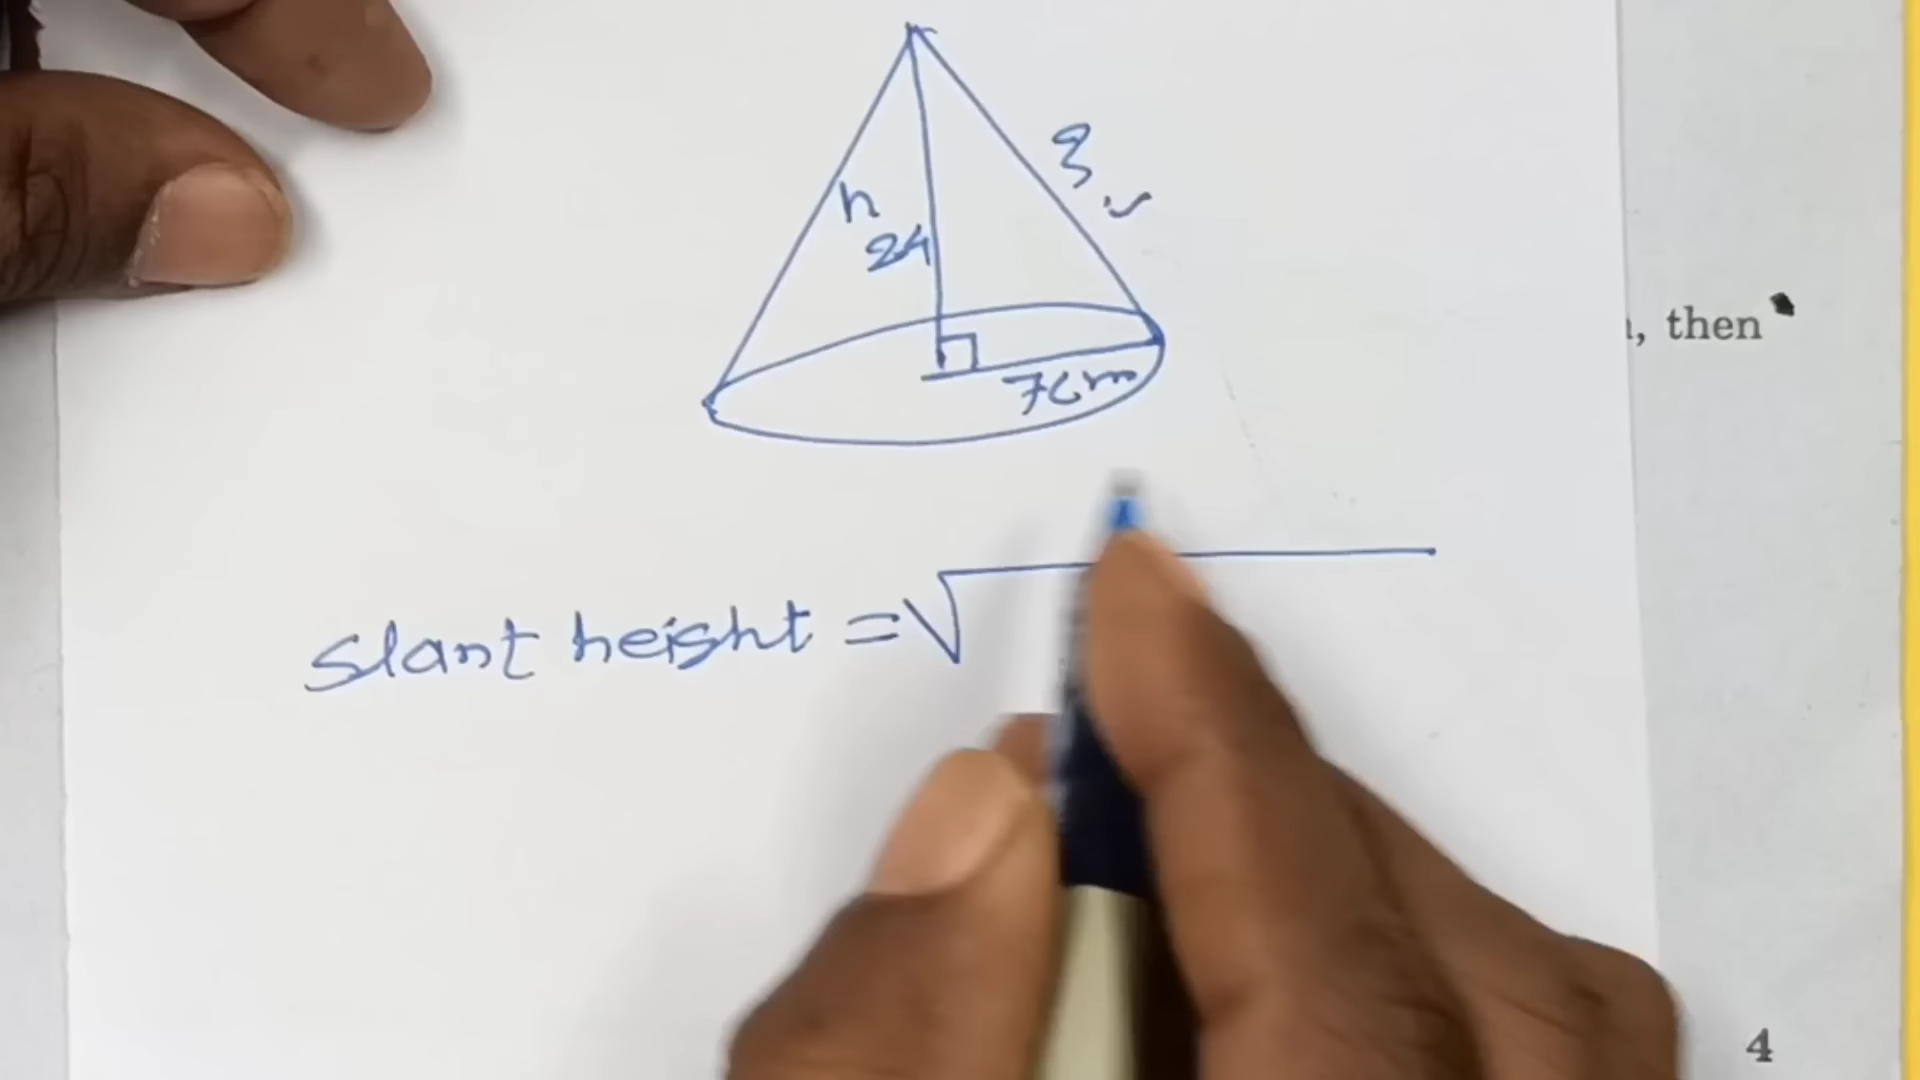 h
24
7cm
, then
slant height = √
4